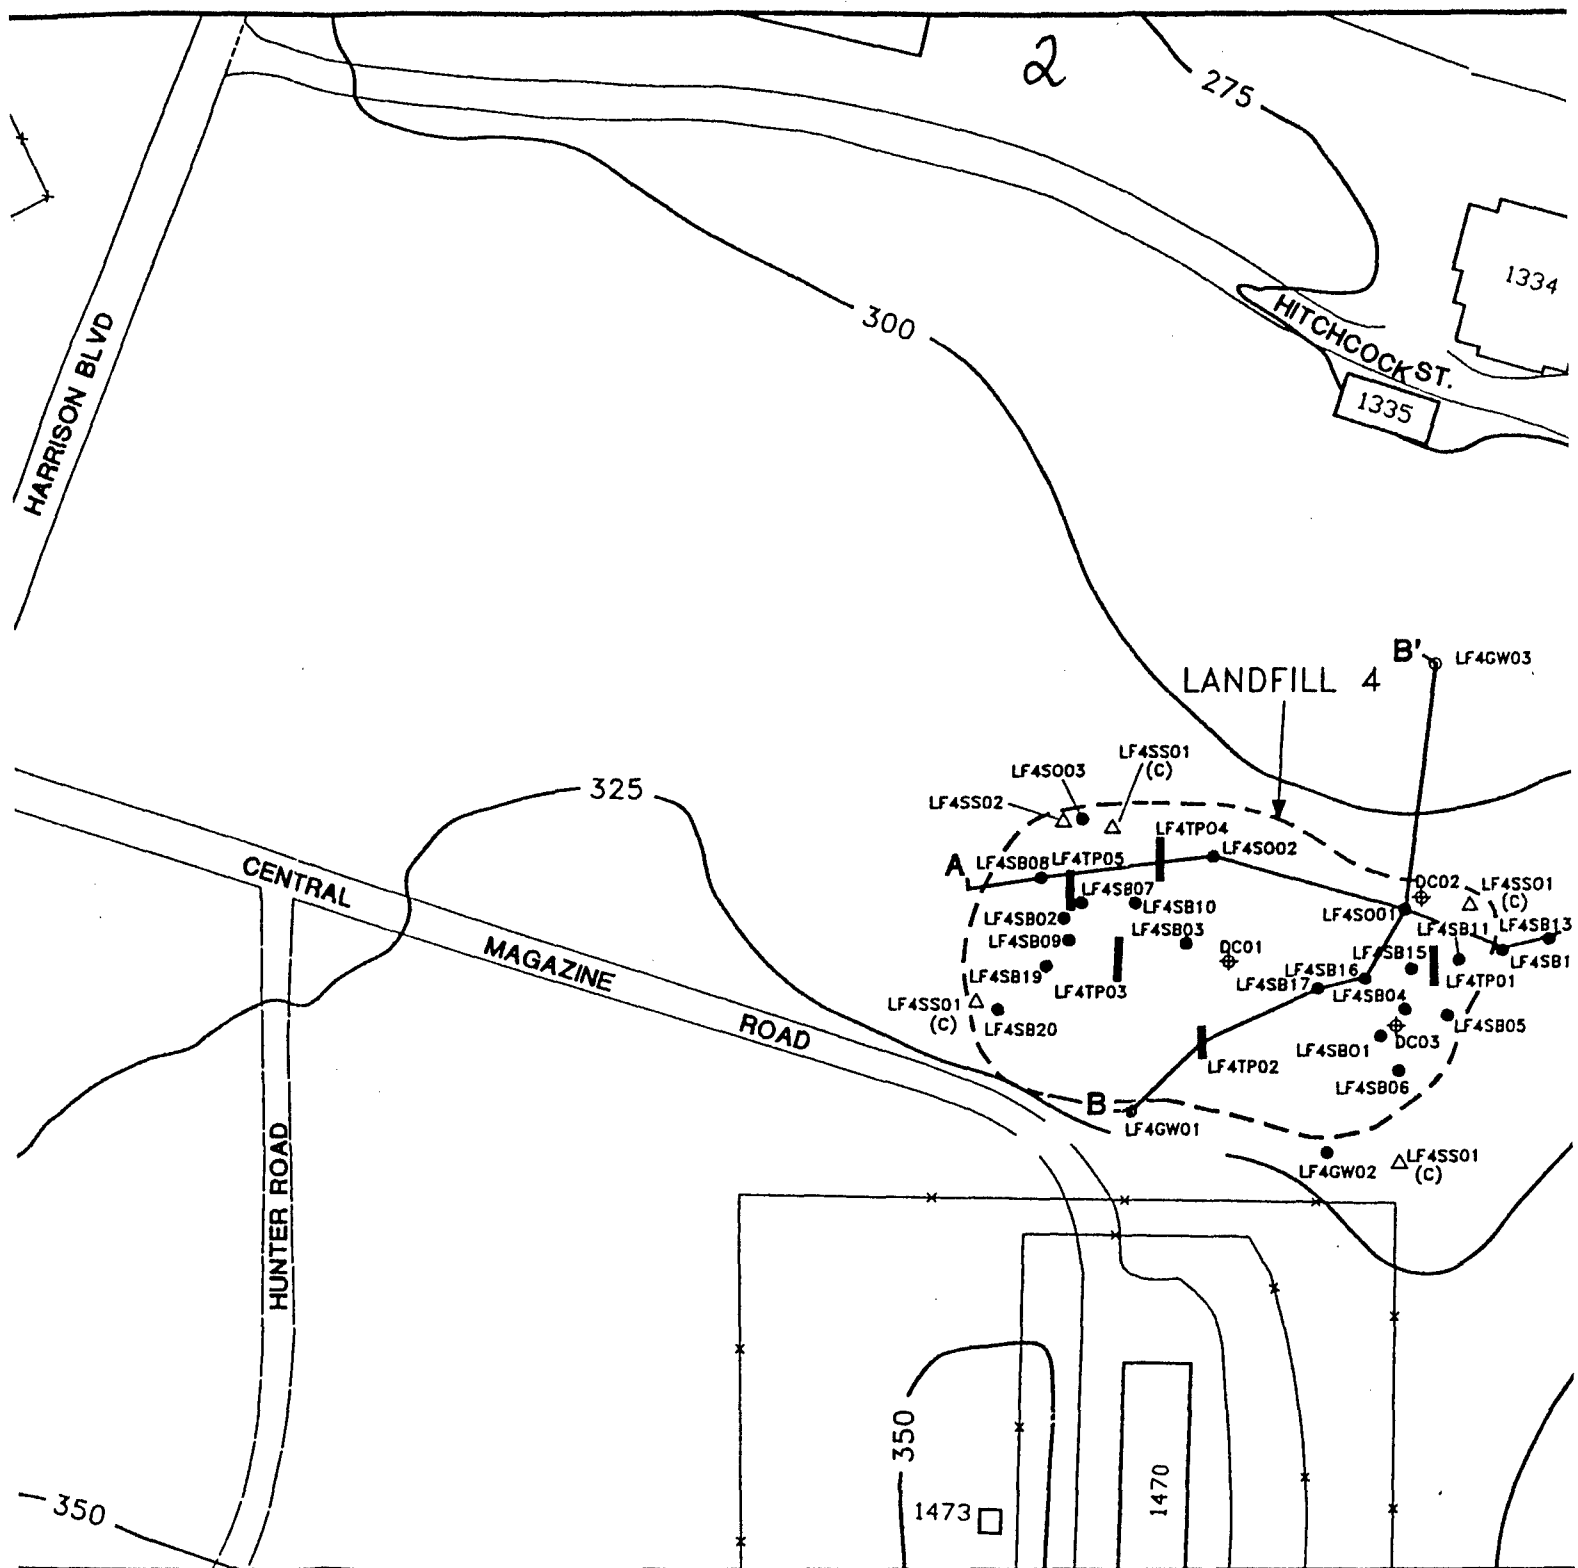 2
275
1334
300
HITCHCOCK ST.
1335
HARRISON BLVD
B'
LF4GW03
LANDFILL 4
LF4SS01
(C)
LF4SO03
325
LF4SS02
LF4TP04
LF4SO02
A
LF4SB08
LF4TP05
CENTRAL
DC02
LF4SS01
(C)
LF4SB07
LF4SB10
LF4SO01
LF4SB02
LF4SB11
LF4SB13
LF4SB03
LF4SB09
DC01
LF4SB15
LF4SB1
MAGAZINE
LF4SB19
LF4SB16
LF4SB17
LF4TP01
LF4TP03
LF4SB04
LF4SS01
(C)
LF4SB20
ROAD
LF4SB05
LF4SB01
DC03
LF4TP02
LF4SB06
B
LF4GW01
LF4GW02
LF4SS01
(C)
HUNTER ROAD
350
1470
350
1473